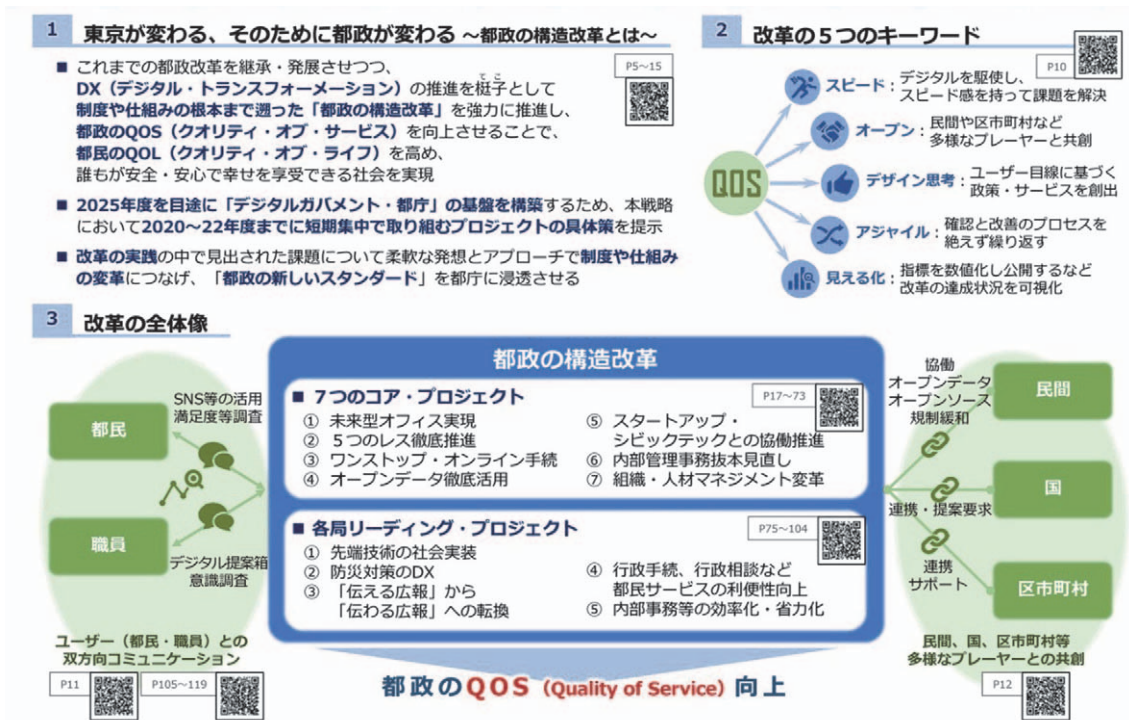 1 東京が変わる、そのために都政が変わる ~都政の構造改革とは~
P5~15
■ これまでの都政改革を継承・発展させつつ、
DX(デジタル・トランスフォーメーション)の推進を梃子として
てこ
制度や仕組みの根本まで遡った「都政の構造改革」を強力に推進し、
都政のQOS(クオリティ・オブ・サービス)を向上させることで、
都民のQOL(クオリティ・オブ・ライフ)を高め、
誰もが安全・安心で幸せを享受できる社会を実現
■ 2025年度を目途に「デジタルガバメント・都庁」の基盤を構築するため、本戦略
において2020~22年度までに短期集中で取り組むプロジェクトの具体策を提示
■ 改革の実践の中で見出された課題について柔軟な発想とアプローチで制度や仕組み
の変革につなげ、「都政の新しいスタンダード」を都庁に浸透させる
2 改革の5つのキーワード
P10
QOS
スピード:デジタルを駆使し、
スピード感を持って課題を解決
オープン:民間や区市町村など
多様なプレーヤーと共創
デザイン思考:ユーザー目線に基づく
政策・サービスを創出
アジャイル:確認と改善のプロセスを
絶えず繰り返す
見える化:指標を数値化し公開するなど
改革の達成状況を可視化
3 改革の全体像
都民
SNS等の活用
満足度等調査
職員
デジタル提案箱
意識調査
ユーザー(都民・職員)との
双方向コミュニケーション
P11
P105~119
都政の構造改革
■ 7つのコア・プロジェクト
P17~73
① 未来型オフィス実現
② 5つのレス徹底推進
③ ワンストップ・オンライン手続
④ オープンデータ徹底活用
⑤ スタートアップ・
シビックテックとの協働推進
⑥ 内部管理事務抜本見直し
⑦ 組織・人材マネジメント変革
■ 各局リーディング・プロジェクト
P75~104
① 先端技術の社会実装
② 防災対策のDX
③ 「伝える広報」から
「伝わる広報」への転換
④ 行政手続、行政相談など
都民サービスの利便性向上
⑤ 内部事務等の効率化・省力化
都政のQOS(Quality of Service)向上
協働
オープンデータ
オープンソース
規制緩和
民間
連携・提案要求
国
連携
サポート
区市町村
民間、国、区市町村等
多様なプレーヤーとの共創
P12